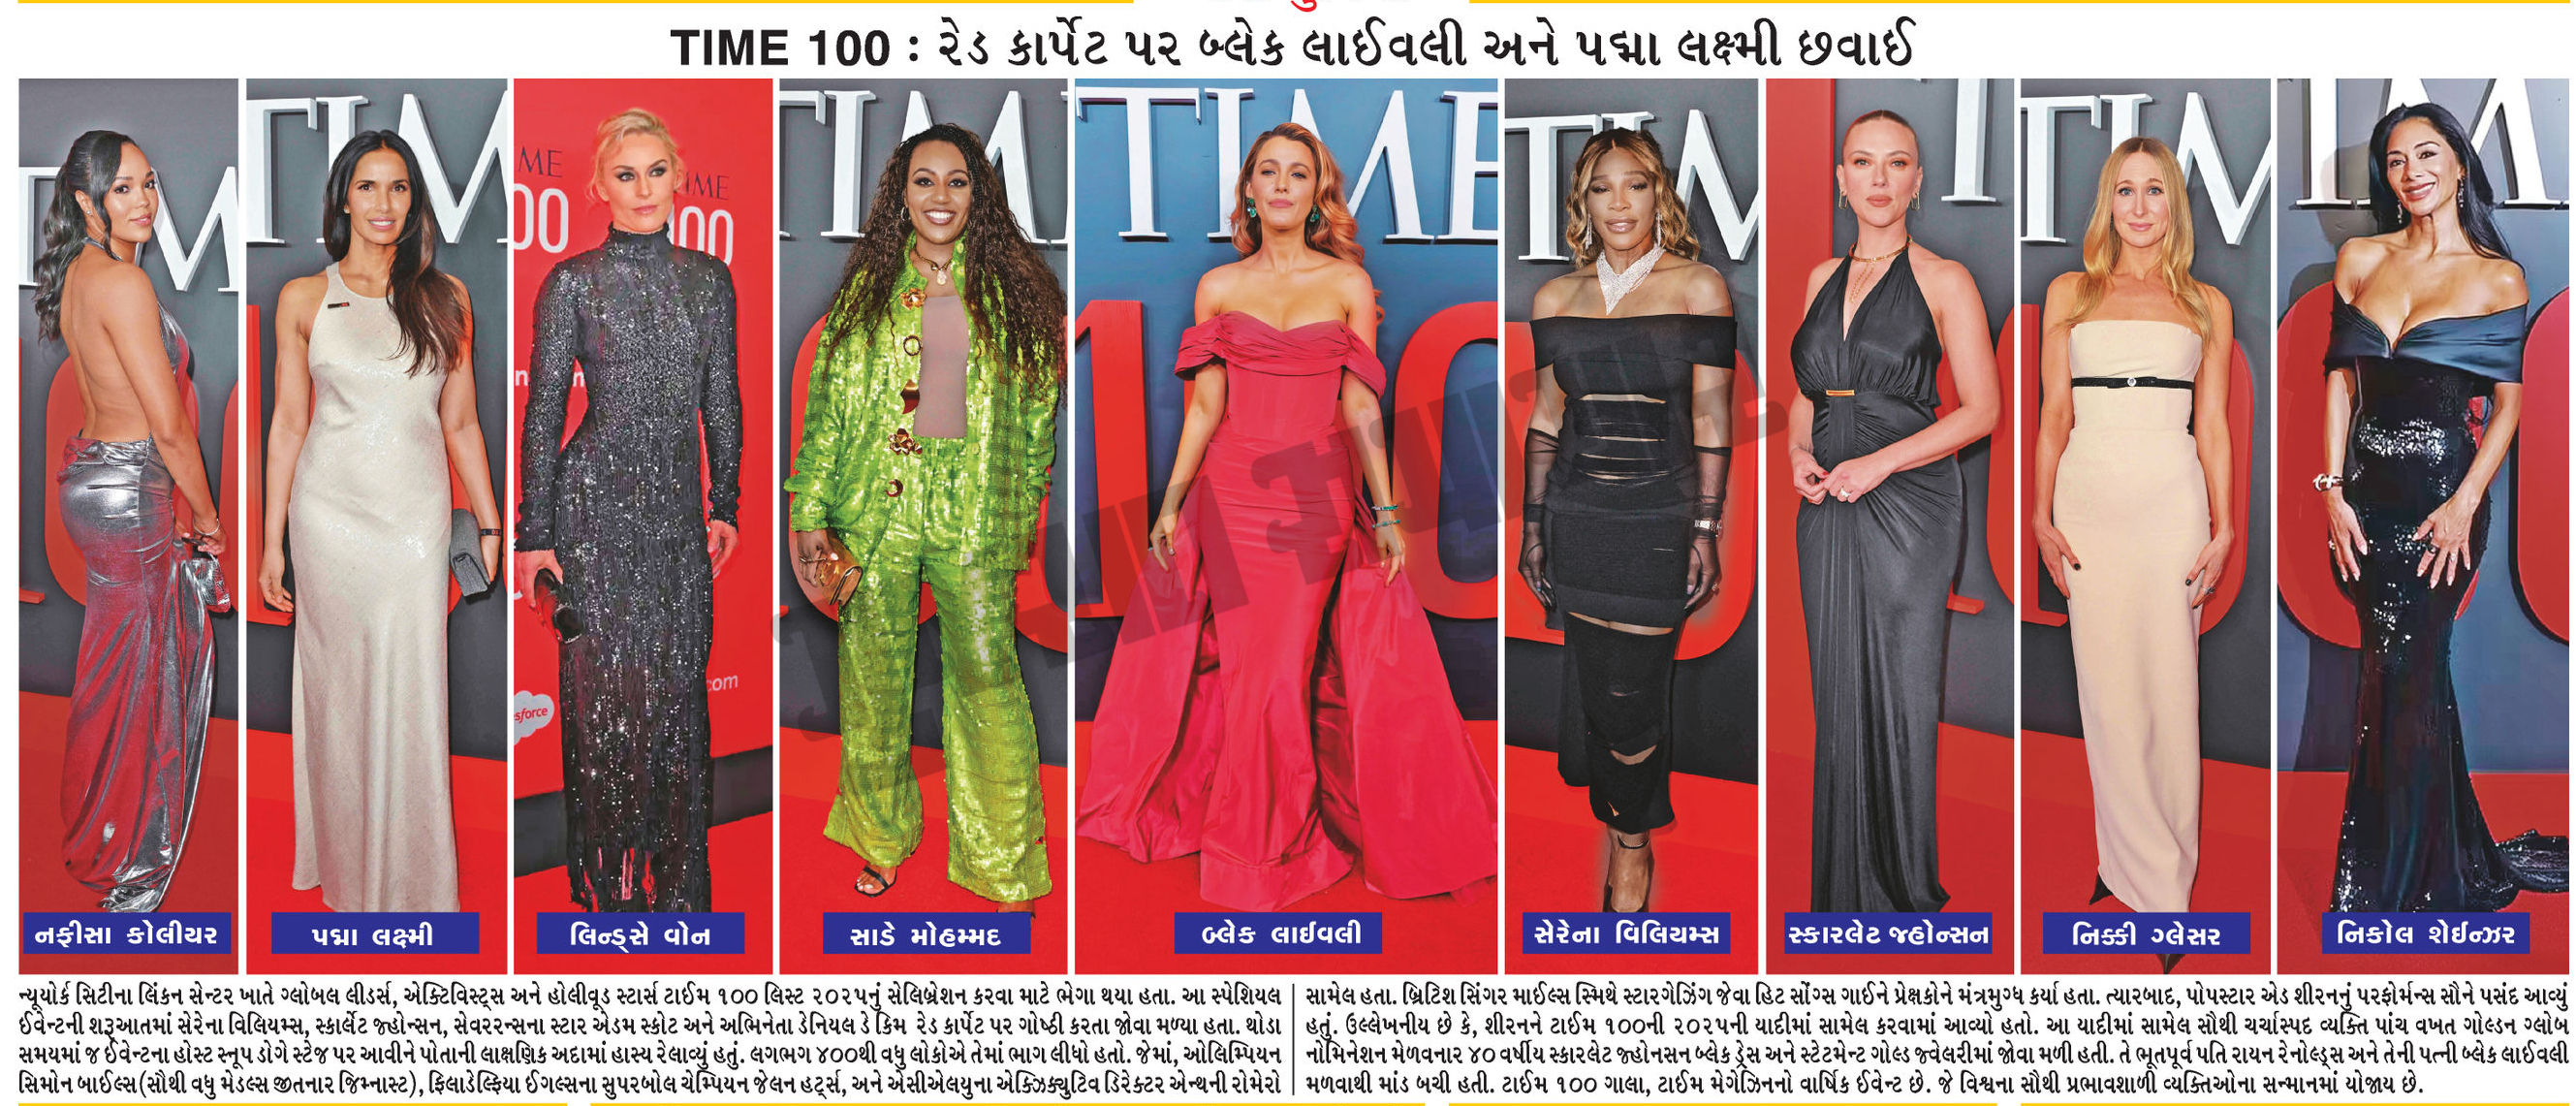 TIME 100 : રેડ કાર્પેટ પર બ્લેક લાઈવલી અને પદ્મા લક્ષ્મી છવાઈ
નફીસા કોલીયર
પદ્મા લક્ષ્મી
લિન્ડ્સે વોન
સાડે મોહમ્મદ
બ્લેક લાઈવલી
સેરેના વિલિયમ્સ
સ્કારલેટ જ્હોન્સન
નિક્કી ગ્લેસર
નિકોલ શેઈન્ઝર
ન્યૂયોર્ક સિટીના લિંકન સેન્ટર ખાતે ગ્લોબલ લીડર્સ, એક્ટિવિસ્ટ્સ અને હોલીવૂડ સ્ટાર્સ ટાઈમ ૧૦૦ લિસ્ટ ૨૦૨૫નું સેલિબ્રેશન કરવા માટે ભેગા થયા હતા. આ સ્પેશિયલ
ઈવેન્ટની શરૂઆતમાં સેરેના વિલિયમ્સ, સ્કાર્લેટ જ્હોન્સન, સેવરરન્સના સ્ટાર એડમ સ્કોટ અને અભિનેતા ડેનિયલ ડે કિમ રેડ કાર્પેટ પર ગોષ્ઠી કરતા જોવા મળ્યા હતા. થોડા
સમયમાં જ ઈવેન્ટના હોસ્ટ સ્નૂપ ડોગે સ્ટેજ પર આવીને પોતાની લાક્ષણિક અદામાં હાસ્ય રેલાવ્યું હતું. લગભગ ૪૦૦થી વધુ લોકોએ તેમાં ભાગ લીધો હતો. જેમાં, ઓલિમ્પિયન
સિમોન બાઈલ્સ(સૌથી વધુ મેડલ્સ જીતનાર જિમ્નાસ્ટ), ફિલાડેલ્ફિયા ઈગલ્સના સુપરબોલ ચેમ્પિયન જેલન હર્ટ્સ, અને એસીએલયુના એક્ઝિક્યુટિવ ડિરેક્ટર એન્થની રોમેરો
સામેલ હતા. બ્રિટિશ સિંગર માઈલ્સ સ્મિથે સ્ટારગેઝિંગ જેવા હિટ સોંગ્સ ગાઈને પ્રેક્ષકોને મંત્રમુગ્ધ કર્યા હતા. ત્યારબાદ, પોપસ્ટાર એડ શીરનનું પરફોર્મન્સ સૌને પસંદ આવ્યું
હતું. ઉલ્લેખનીય છે કે, શીરનને ટાઈમ ૧૦૦ની ૨૦૨૫ની યાદીમાં સામેલ કરવામાં આવ્યો હતો. આ યાદીમાં સામેલ સૌથી ચર્ચાસ્પદ વ્યક્તિ પાંચ વખત ગોલ્ડન ગ્લોબ
નોમિનેશન મેળવનાર ૪૦ વર્ષીય સ્કારલેટ જ્હોનસન બ્લેક ડ્રેસ અને સ્ટેટમેન્ટ ગોલ્ડ જ્વેલરીમાં જોવા મળી હતી. તે ભૂતપૂર્વ પતિ રાયન રેનોલ્ડ્સ અને તેની પત્ની બ્લેક લાઈવલી
મળવાથી માંડ બચી હતી. ટાઈમ ૧૦૦ ગાલા, ટાઈમ મેગેઝિનનો વાર્ષિક ઈવેન્ટ છે. જે વિશ્વના સૌથી પ્રભાવશાળી વ્યક્તિઓના સન્માનમાં યોજાય છે.